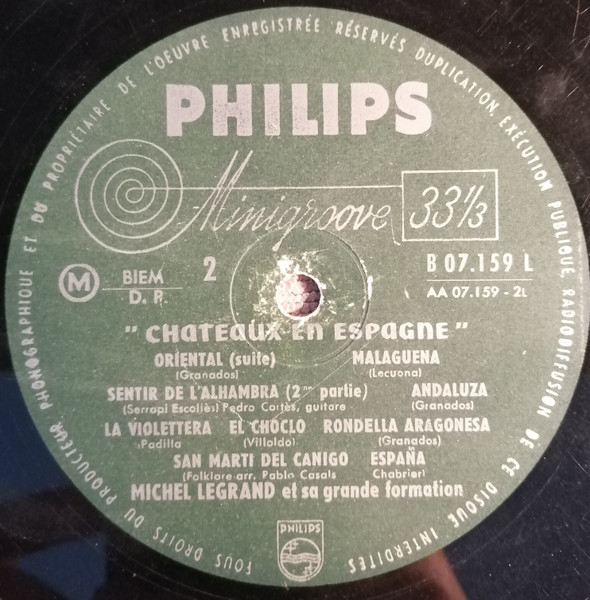 FOUS DROITS DU PRODUCTEUR PHONOGRAPHIQUE ET DU PROPRIÉTAIRE DE L'OEUVRE ENREGISTRÉE RÉSERVÉS DUPLICATION, EXÉCUTION PUBLIQUE, RADIODIFFUSION DE CE DISQUE INTERDITES
PHILIPS
Minigroove 33⅓
M BIEM 2 B 07.159 L
D. P. AA 07.159 - 2L
" CHATEAUX EN ESPAGNE "
ORIENTAL (suite) MALAGUENA
(Granados) (Lecuona)
SENTIR DE L'ALHAMBRA (2me partie) ANDALUZA
(Serrapi Escoliès) Pedro Cortès, guitare (Granados)
LA VIOLETTERA EL CHOCLO RONDELLA ARAGONESA
Padilla (Villoldo) (Granados)
SAN MARTI DEL CANIGO ESPAÑA
(Folklore arr. Pablo Casals Chabrier)
MICHEL LEGRAND et sa grande formation
PHILIPS